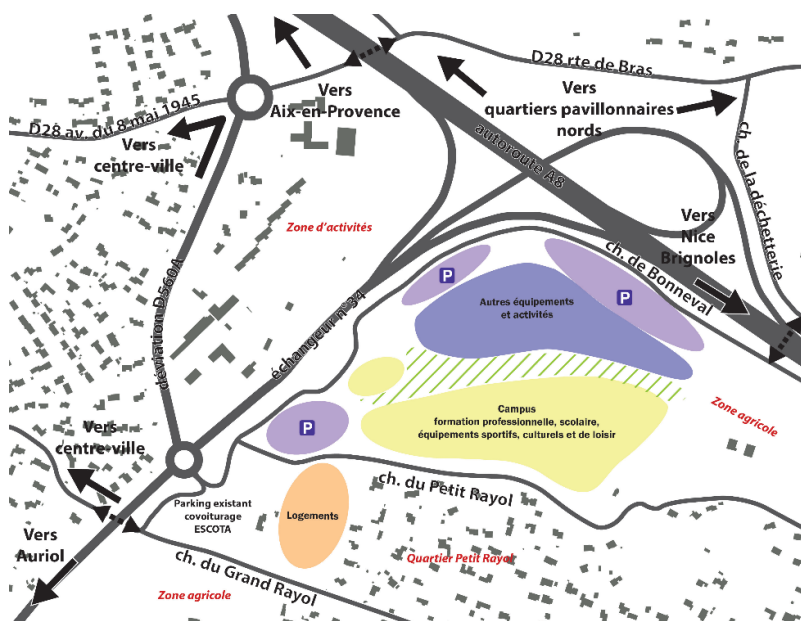 D28 rte de Bras
Vers
Aix-en-Provence
Vers
quartiers pavillonnaires
nords
D28 av. du 8 mai 1945
Vers
centre-ville
autoroute A8
ch. de la déchetterie
Zone d'activités
Vers
Nice
Brignoles
ch. de Bonneval
P
P
Autres équipements
et activités
déviation D560A
échangeur n°34
Campus
formation professionnelle, scolaire,
équipements sportifs, culturels et de loisir
Zone agricole
P
Vers
centre-ville
ch. du Petit Rayol
Parking existant
covoiturage
ESCOTA
Logements
Vers
Auriol
ch. du Grand Rayol
Quartier Petit Rayol
Zone agricole